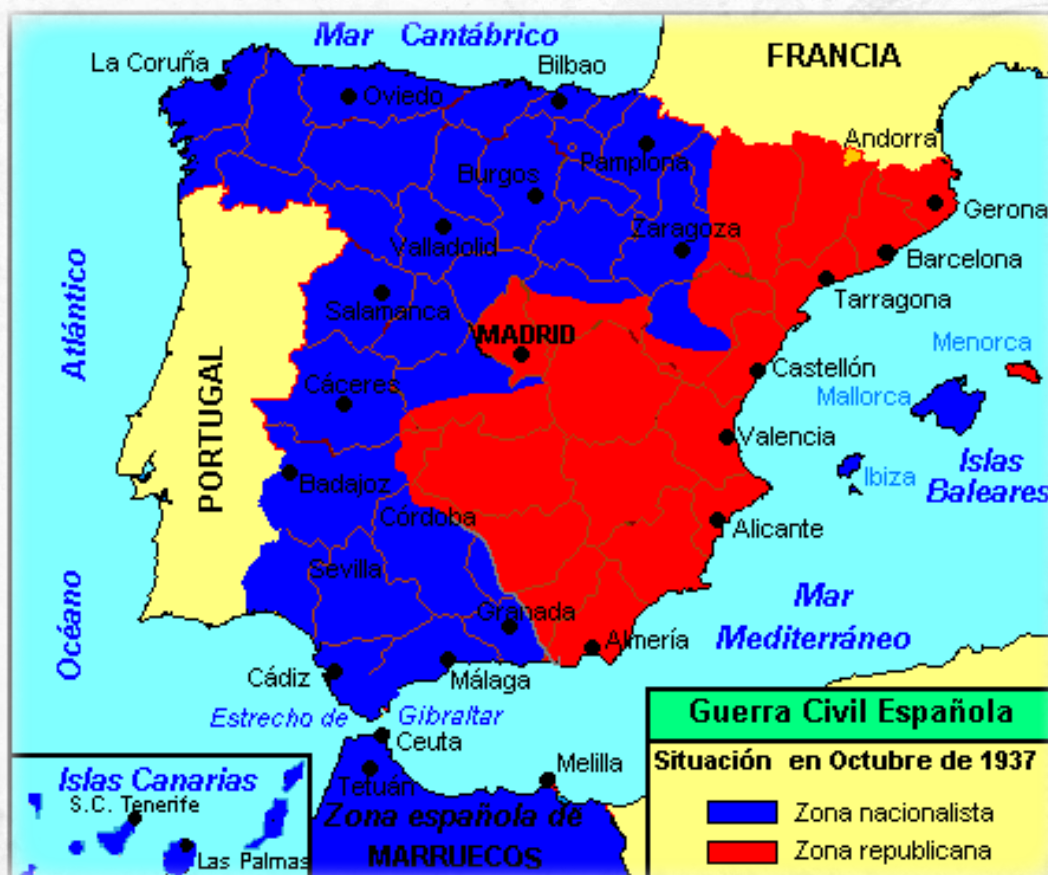 Mar Cantábrico
FRANCIA
La Coruña
Bilbao
Oviedo
Andorra
Pamplona
Burgos
Gerona
Valladolid
Zaragoza
Barcelona
Salamanca
Tarragona
Atlántico
MADRID
Menorca
Castellón
Cáceres
Mallorca
PORTUGAL
Valencia
Islas
Baleares
Ibiza
Badajoz
Córdoba
Alicante
Sevilla
Océano
Granada
Mar
Mediterráneo
Almería
Cádiz
Málaga
Estrecho de Gibraltar
Ceuta
Guerra Civil Española
Situación en Octubre de 1937
Melilla
Tetuán
Islas Canarias
S.C. Tenerife
Zona española de
MARRUECOS
Las Palmas
Zona nacionalista
Zona republicana